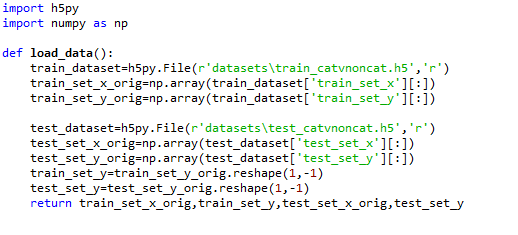 import h5py
import numpy as np
def load_data():
train_dataset=h5py.File(r'datasets\train_catvnoncat.h5','r')
train_set_x_orig=np.array(train_dataset['train_set_x'][:])
train_set_y_orig=np.array(train_dataset['train_set_y'][:])
test_dataset=h5py.File(r'datasets\test_catvnoncat.h5','r')
test_set_x_orig=np.array(test_dataset['test_set_x'][:])
test_set_y_orig=np.array(test_dataset['test_set_y'][:])
train_set_y=train_set_y_orig.reshape(1,-1)
test_set_y=test_set_y_orig.reshape(1,-1)
return train_set_x_orig,train_set_y,test_set_x_orig,test_set_y